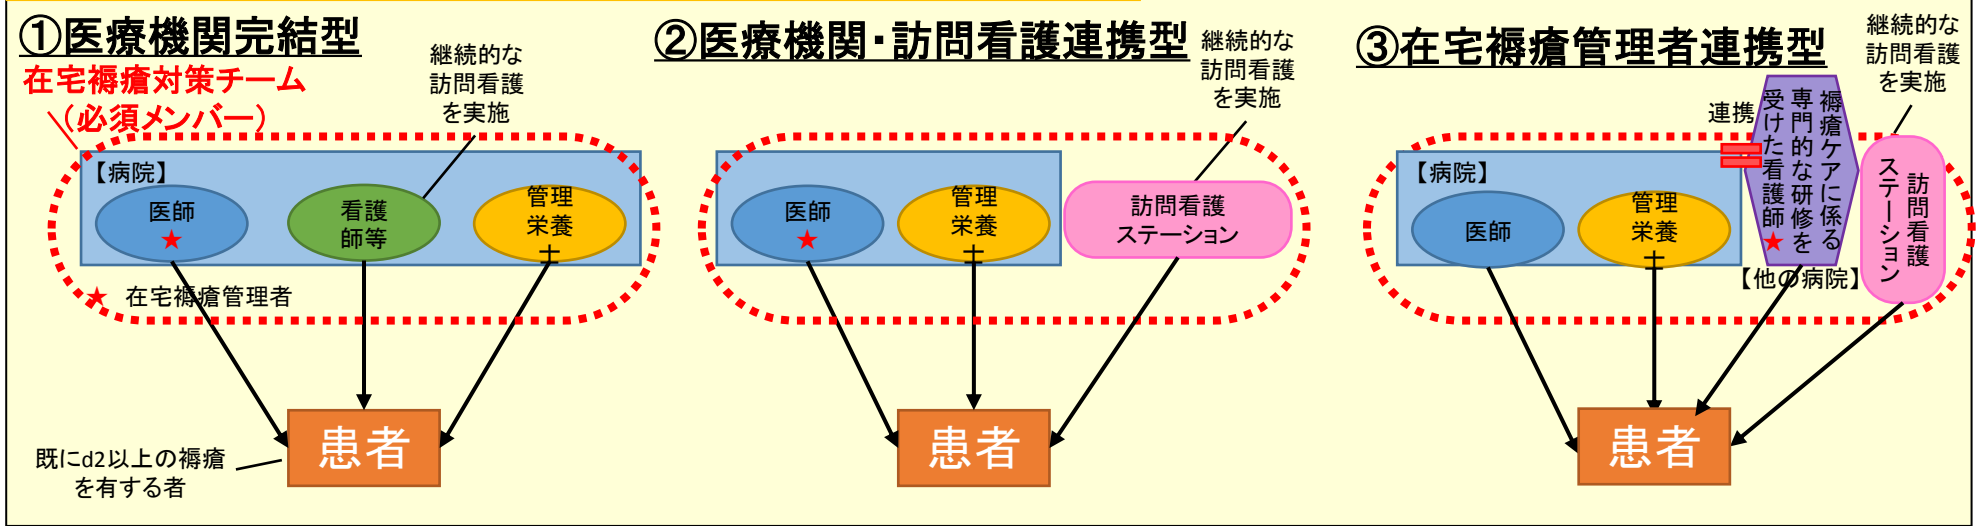 ①医療機関完結型
在宅褥瘡対策チーム
(必須メンバー)
継続的な
訪問看護
を実施
【病院】
医師
★
看護
師等
管理
栄養
士
★ 在宅褥瘡管理者
患者
既にd2以上の褥瘡
を有する者
②医療機関・訪問看護連携型
継続的な
訪問看護
を実施
医師
★
管理
栄養
士
訪問看護
ステーション
患者
③在宅褥瘡管理者連携型
継続的な
訪問看護
を実施
連携
【病院】
医師
管理
栄養
士
褥瘡ケアに係る
専門的な研修を
受けた看護師★
【他の病院】
訪問看護
ステーション
患者